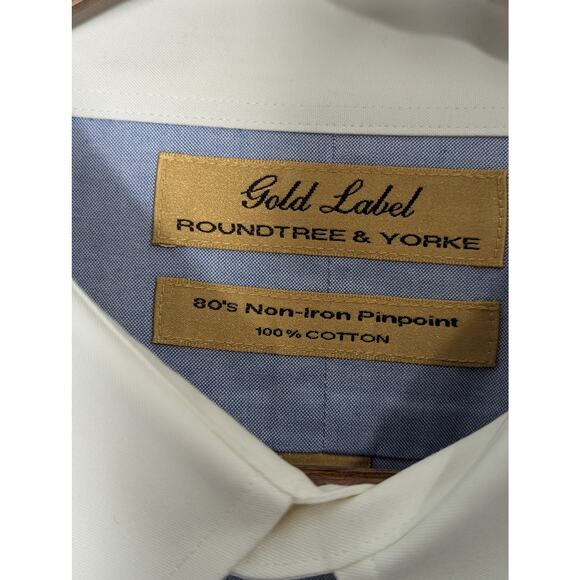 Gold Label
ROUNDTREE & YORKE
80's Non-Iron Pinpoint
100% COTTON